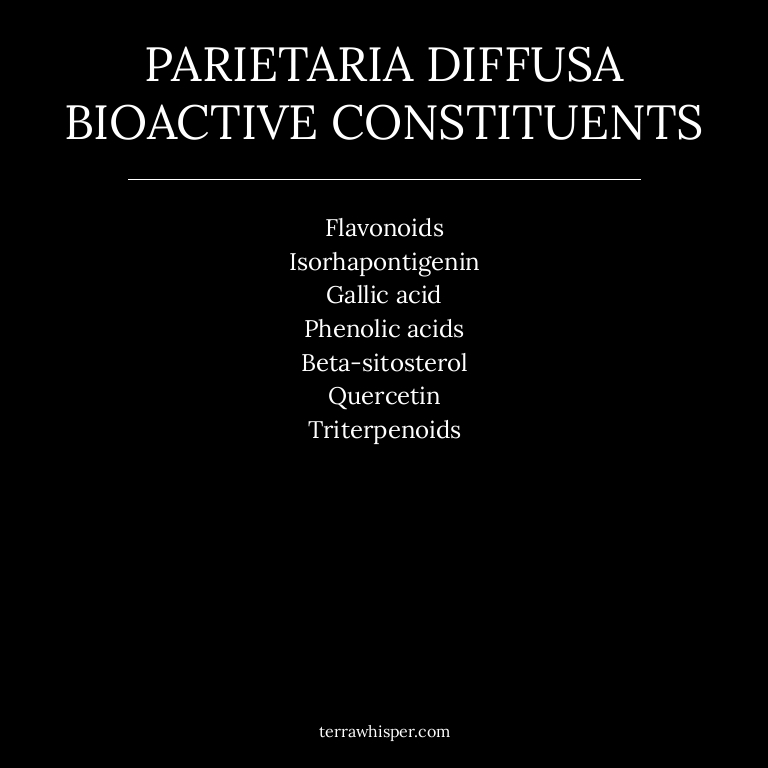 PARIETARIA DIFFUSA
BIOACTIVE CONSTITUENTS
Flavonoids
Isorhapontigenin
Gallic acid
Phenolic acids
Beta-sitosterol
Quercetin
Triterpenoids
terrawhisper.com